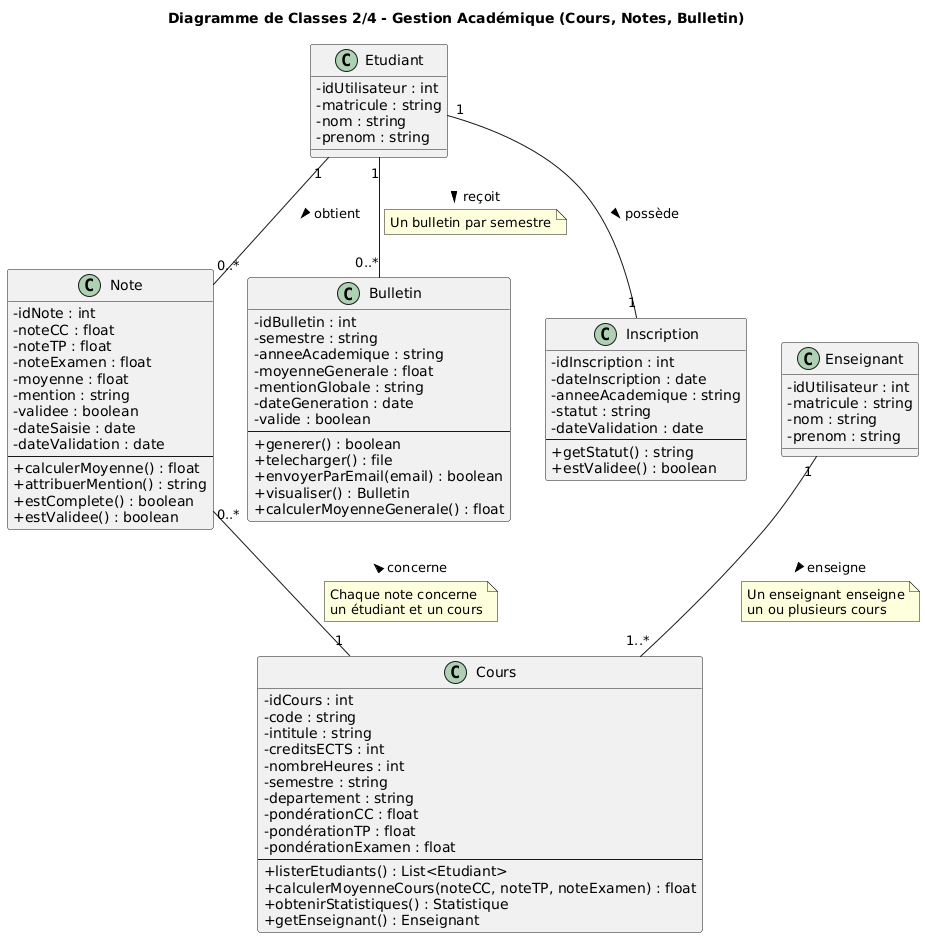 Diagramme de Classes 2/4 - Gestion Académique (Cours, Notes, Bulletin)
C Etudiant
-idUtilisateur : int
-matricule : string
-nom : string
-prenom : string
1
1
1
obtient
reçoit
Un bulletin par semestre
possède
0..*
0..*
1
C Note
-idNote : int
-noteCC : float
-noteTP : float
-noteExamen : float
-moyenne : float
-mention : string
-validee : boolean
-dateSaisie : date
-dateValidation : date
+calculerMoyenne() : float
+attribuerMention() : string
+estComplete() : boolean
+estValidee() : boolean
C Bulletin
-idBulletin : int
-semestre : string
-anneeAcademique : string
-moyenneGenerale : float
-mentionGlobale : string
-dateGeneration : date
-valide : boolean
+generer() : boolean
+telecharger() : file
+envoyerParEmail(email) : boolean
+visualiser() : Bulletin
+calculerMoyenneGenerale() : float
C Inscription
-idInscription : int
-dateInscription : date
-anneeAcademique : string
-statut : string
-dateValidation : date
+getStatut() : string
+estValidee() : boolean
C Enseignant
-idUtilisateur : int
-matricule : string
-nom : string
-prenom : string
0..*
1
concerne
Chaque note concerne
un étudiant et un cours
enseigne
Un enseignant enseigne
un ou plusieurs cours
1
1..*
C Cours
-idCours : int
-code : string
-intitule : string
-creditsECTS : int
-nombreHeures : int
-semestre : string
-departement : string
-pondérationCC : float
-pondérationTP : float
-pondérationExamen : float
+listerEtudiants() : List<Etudiant>
+calculerMoyenneCours(noteCC, noteTP, noteExamen) : float
+obtenirStatistiques() : Statistique
+getEnseignant() : Enseignant